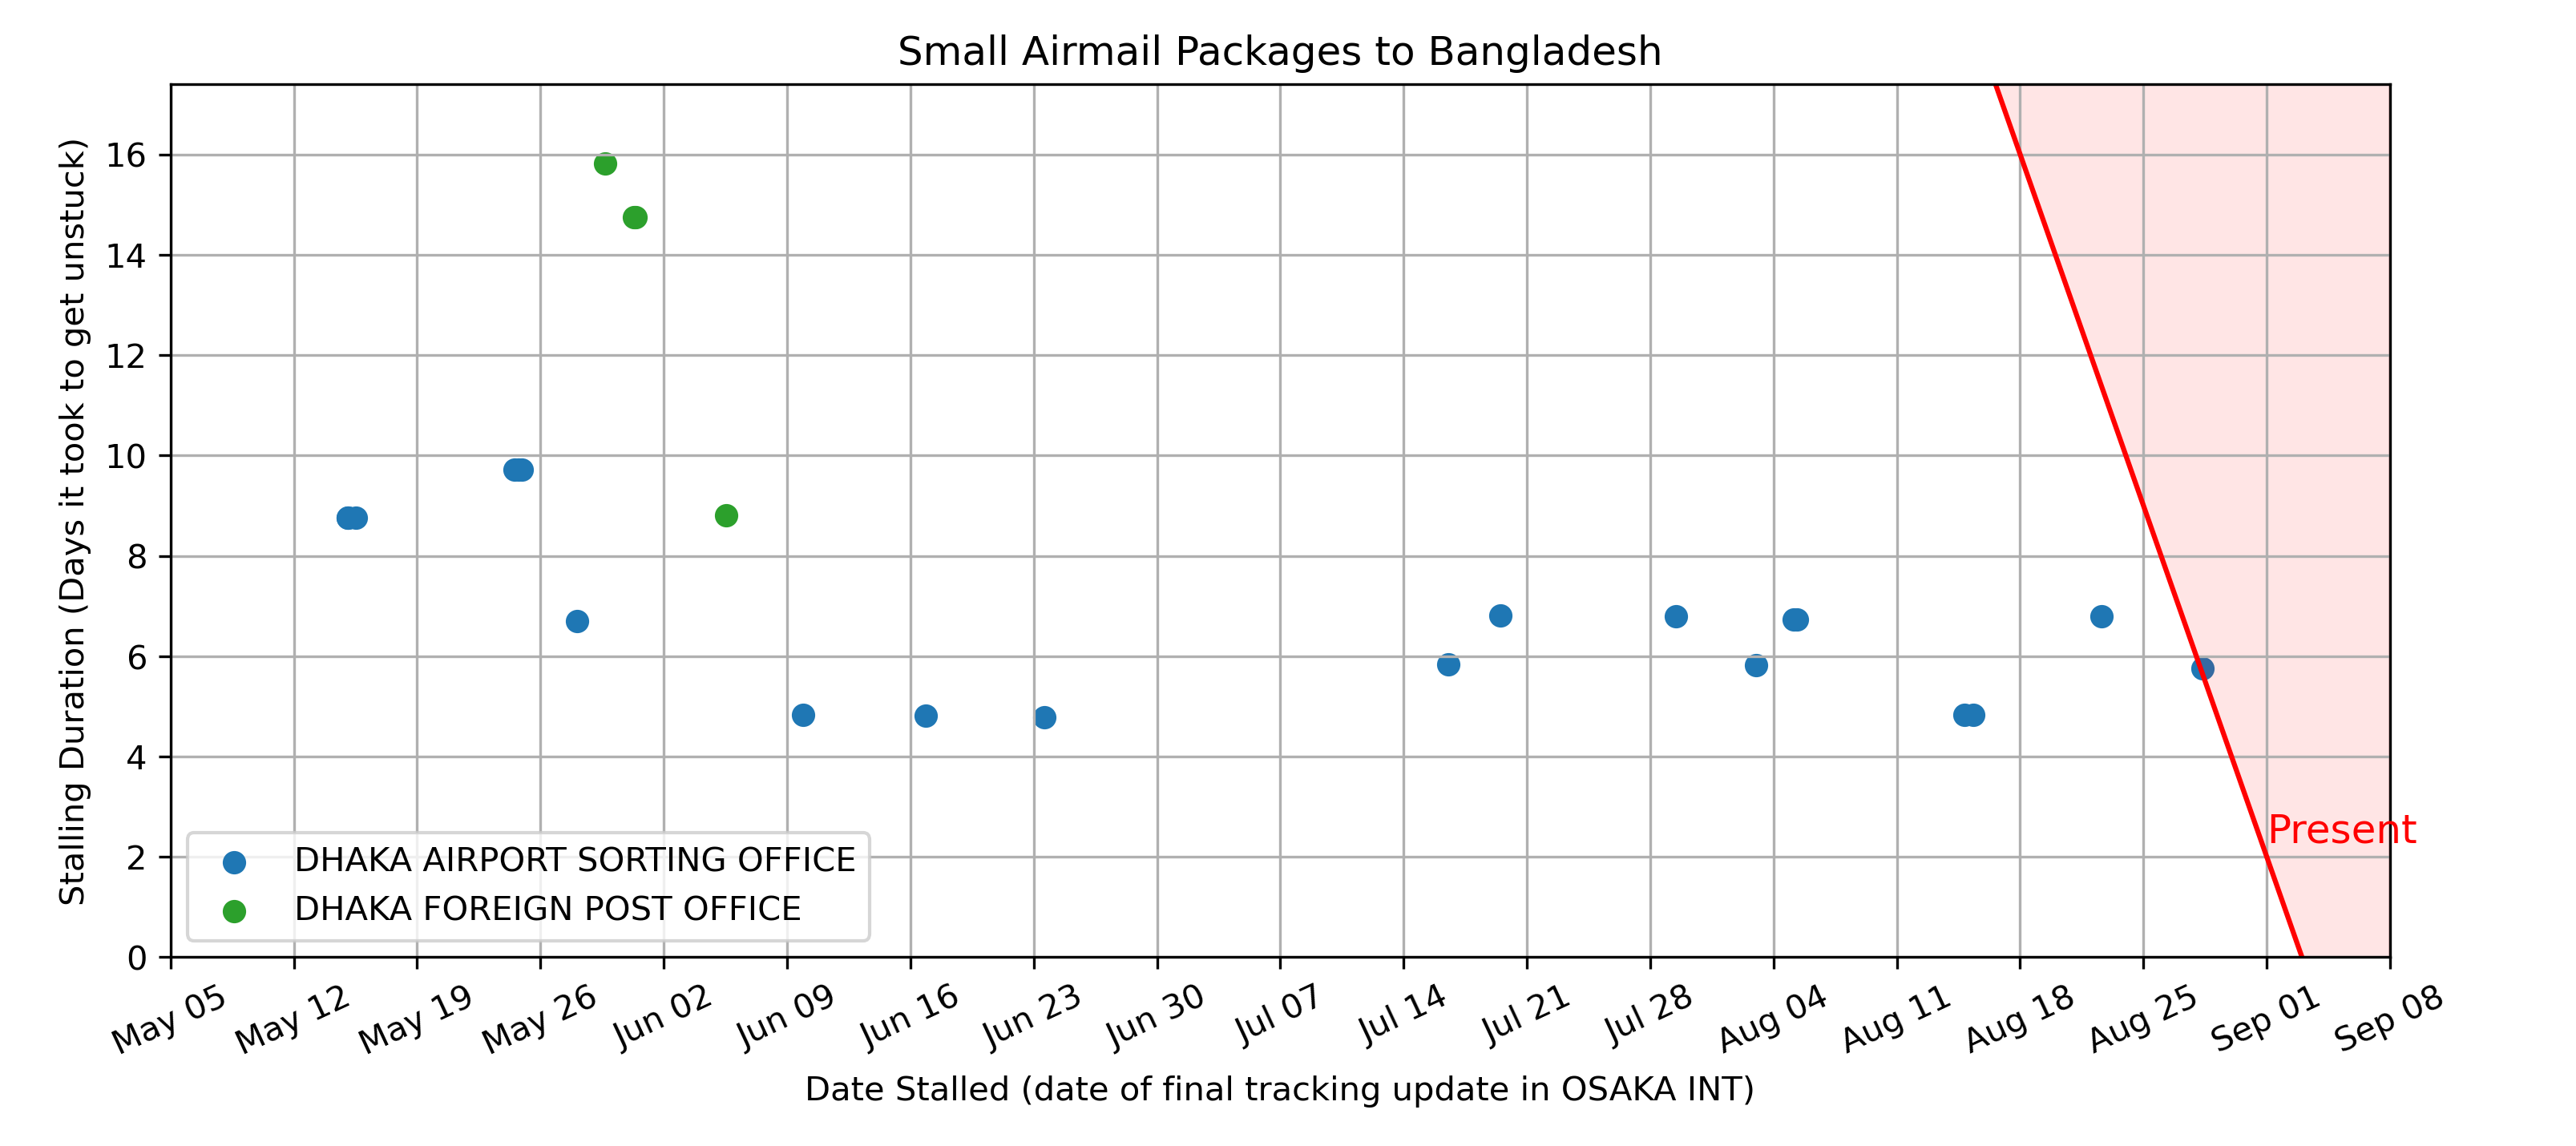 Small Airmail Packages to Bangladesh
Stalling Duration (Days it took to get unstuck)
16
14
12
10
8
6
4
2
0
Present
DHAKA AIRPORT SORTING OFFICE
DHAKA FOREIGN POST OFFICE
May 05 May 12 May 19 May 26 Jun 02 Jun 09 Jun 16 Jun 23 Jun 30 Jul 07 Jul 14 Jul 21 Jul 28 Aug 04 Aug 11 Aug 18 Aug 25 Sep 01 Sep 08
Date Stalled (date of final tracking update in OSAKA INT)